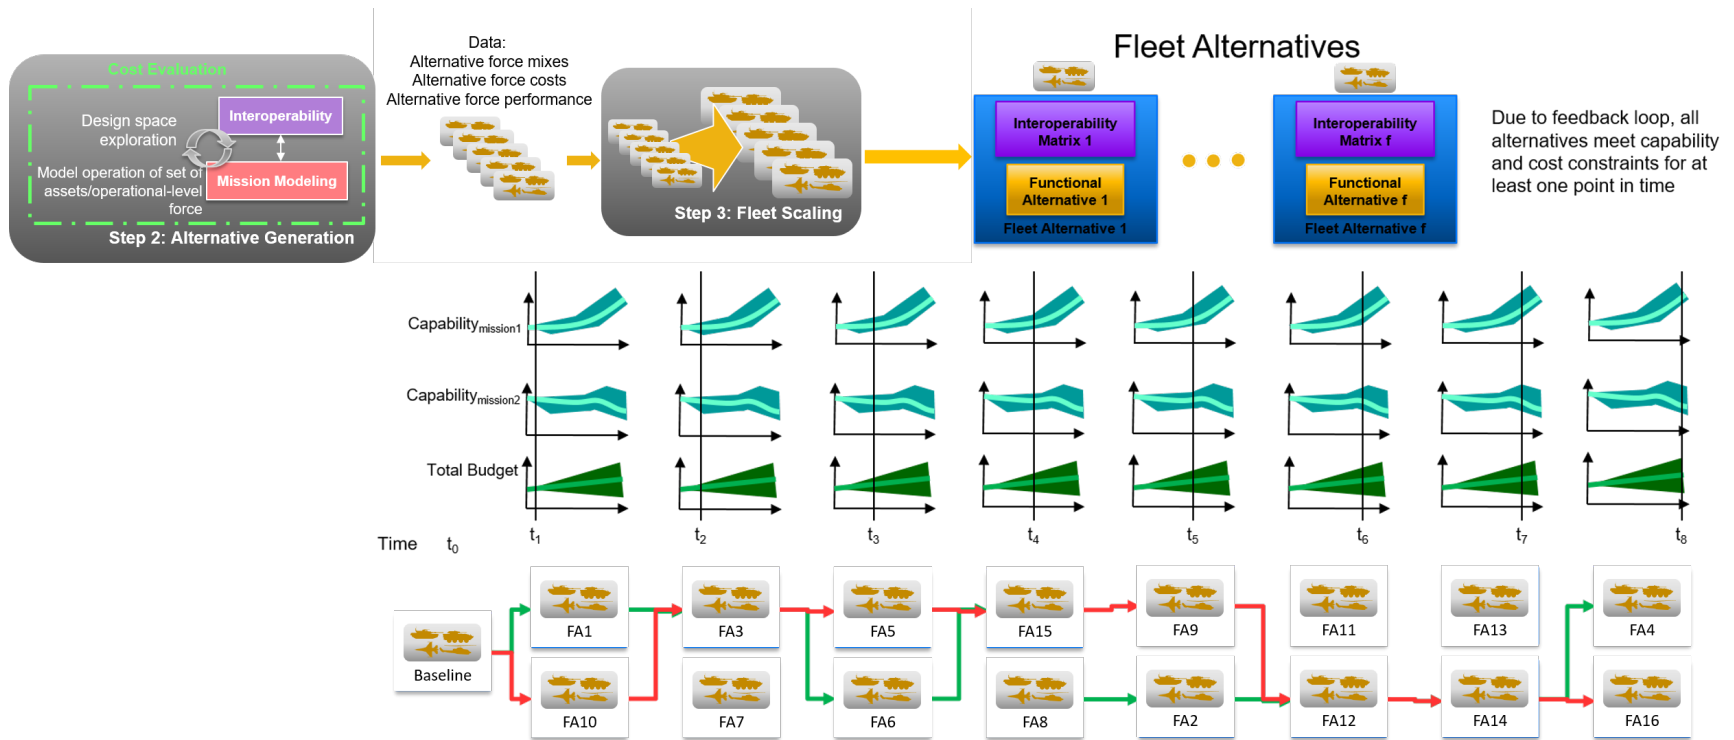 Cost Evaluation
Interoperability
Design space
exploration
Model operation of set of
assets/operational-level
force
Mission Modeling
Step 2: Alternative Generation
Data:
Alternative force mixes
Alternative force costs
Alternative force performance
Step 3: Fleet Scaling
Fleet Alternatives
Interoperability
Matrix 1
Functional
Alternative 1
Fleet Alternative 1
Interoperability
Matrix f
Functional
Alternative f
Fleet Alternative f
Due to feedback loop, all
alternatives meet capability
and cost constraints for at
least one point in time
Capability mission1
Capability mission2
Total Budget
Time t0 t1 t2 t3 t4 t5 t6 t7 t8
FA1 FA3 FA5 FA15 FA9 FA11 FA13 FA4
Baseline
FA10 FA7 FA6 FA8 FA2 FA12 FA14 FA16